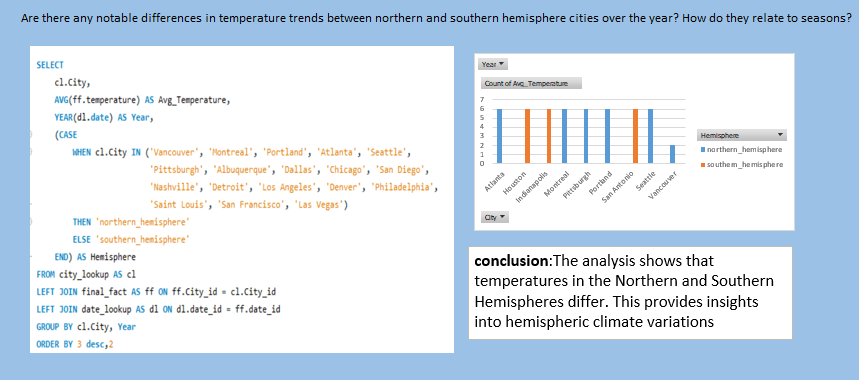 Are there any notable differences in temperature trends between northern and southern hemisphere cities over the year? How do they relate to seasons?
SELECT
cl.City,
AVG(ff.temperature) AS Avg_Temperature,
YEAR(dl.date) AS Year,
(CASE
WHEN cl.City IN ('Vancouver', 'Montreal', 'Portland', 'Atlanta', 'Seattle',
'Pittsburgh', 'Albuquerque', 'Dallas', 'Chicago', 'San Diego',
'Nashville', 'Detroit', 'Los Angeles', 'Denver', 'Philadelphia',
'Saint Louis', 'San Francisco', 'Las Vegas')
THEN 'northern_hemisphere'
ELSE 'southern_hemisphere'
END) AS Hemisphere
FROM city_lookup AS cl
LEFT JOIN final_fact AS ff ON ff.City_id = cl.City_id
LEFT JOIN date_lookup AS dl ON dl.date_id = ff.date_id
GROUP BY cl.City, Year
ORDER BY 3 desc,2
Year
Count of Avg_Temperature
7
6
5
4
3
2
1
0
Atlanta
Houston
Indianapolis
Montreal
Pittsburgh
Portland
San Antonio
Seattle
Vancouver
City
Hemisphere
northern_hemisphere
southern_hemisphere
conclusion:The analysis shows that
temperatures in the Northern and Southern
Hemispheres differ. This provides insights
into hemispheric climate variations